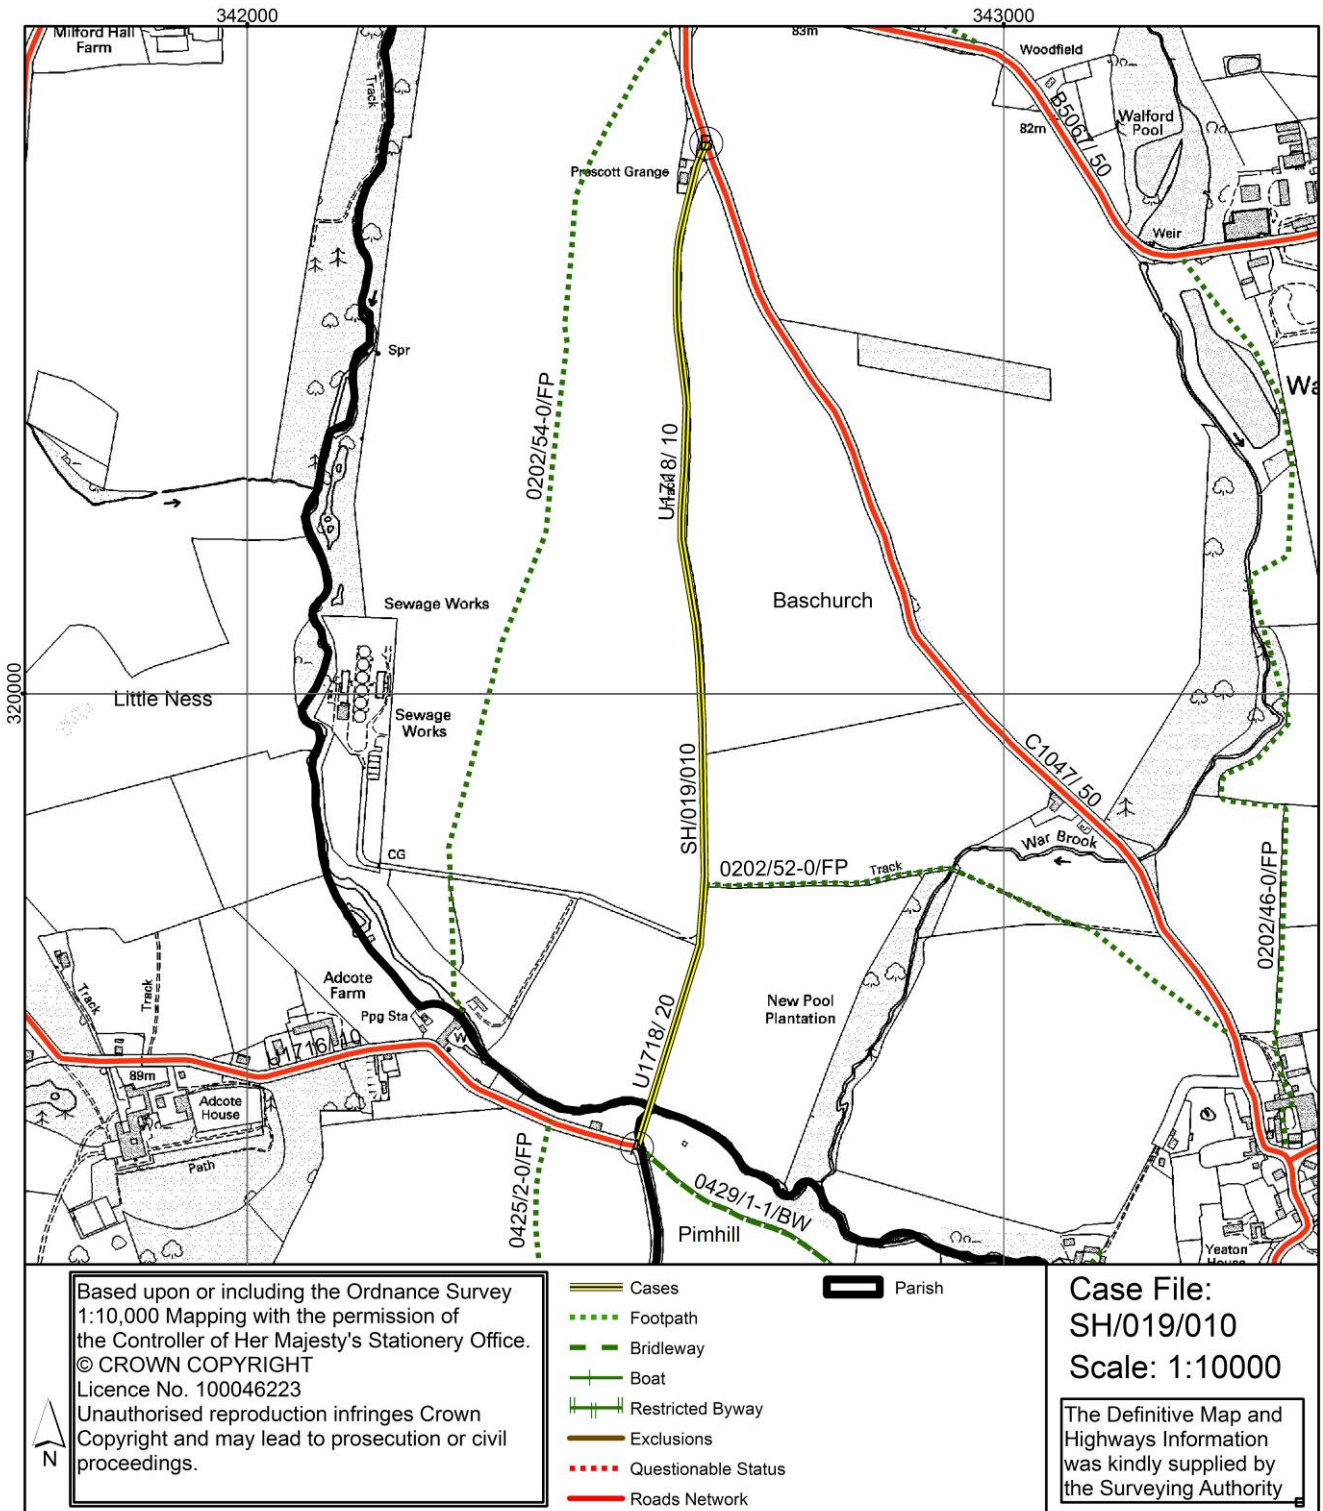 342000
343000
Milford Hall
Farm
Track
83m
Woodfield
B5067/ 50
82m
Walford
Pool
Prescott Grange
Weir
Spr
0202/54-0/FP
U1718/ 10
Wa
Baschurch
Sewage Works
320000
Little Ness
Sewage
Works
C1047/ 50
SH/019/010
CG
0202/52-0/FP
Track
War Brook
0202/46-0/FP
Track
Track
Adcote
Farm
Ppg Sta
W
New Pool
Plantation
U1718/ 20
U1716/ 10
89m
Adcote
House
Path
0425/2-0/FP
0429/1-1/BW
Pimhill
Yeaton
House
Based upon or including the Ordnance Survey
1:10,000 Mapping with the permission of
the Controller of Her Majesty's Stationery Office.
© CROWN COPYRIGHT
Licence No. 100046223
Unauthorised reproduction infringes Crown
Copyright and may lead to prosecution or civil
proceedings.
N
Cases
Footpath
Bridleway
Boat
Restricted Byway
Exclusions
Questionable Status
Roads Network
Parish
Case File:
SH/019/010
Scale: 1:10000
The Definitive Map and
Highways Information
was kindly supplied by
the Surveying Authority